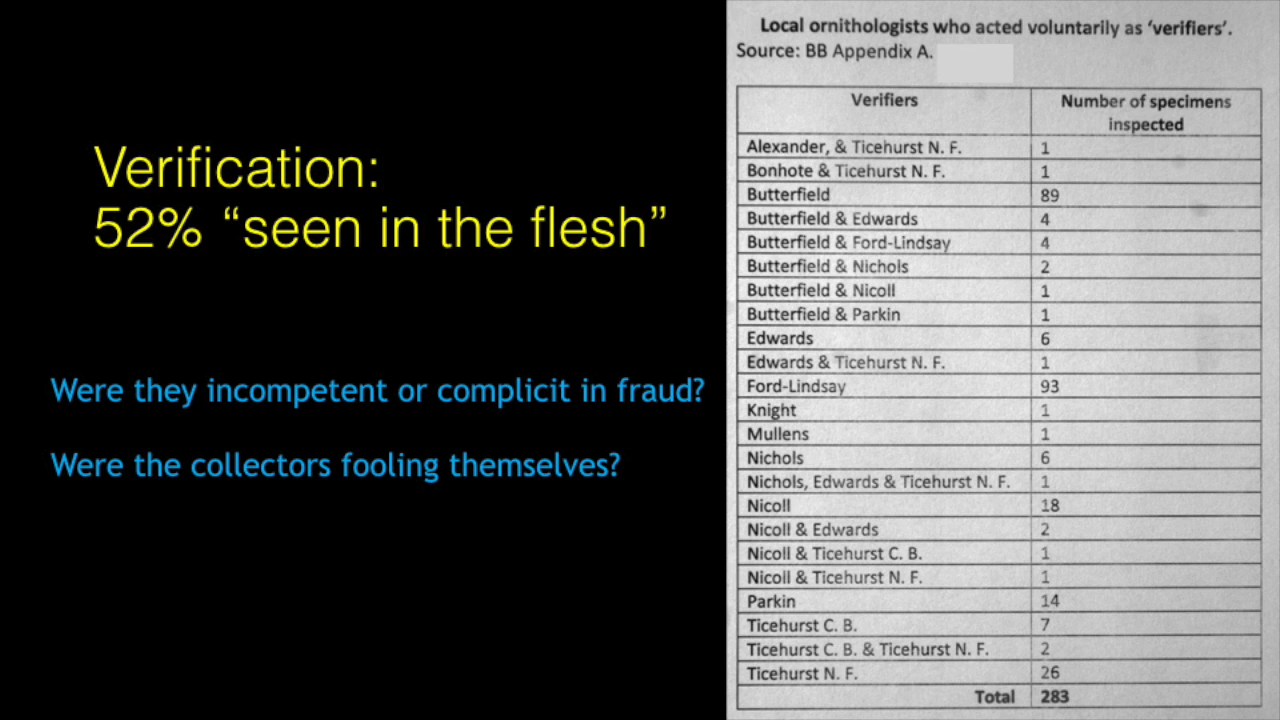 Verification:
52% “seen in the flesh”
Were they incompetent or complicit in fraud?
Were the collectors fooling themselves?
Local ornithologists who acted voluntarily as ‘verifiers’.
Source: BB Appendix A.
Verifiers Number of specimens
inspected
Alexander, & Ticehurst N. F. 1
Bonhote & Ticehurst N. F. 1
Butterfield 89
Butterfield & Edwards 4
Butterfield & Ford-Lindsay 4
Butterfield & Nichols 2
Butterfield & Nicoll 1
Butterfield & Parkin 1
Edwards 6
Edwards & Ticehurst N. F. 1
Ford-Lindsay 93
Knight 1
Mullens 1
Nichols 6
Nichols, Edwards & Ticehurst N. F. 1
Nicoll 18
Nicoll & Edwards 2
Nicoll & Ticehurst C. B. 1
Nicoll & Ticehurst N. F. 1
Parkin 14
Ticehurst C. B. 7
Ticehurst C. B. & Ticehurst N. F. 2
Ticehurst N. F. 26
Total 283